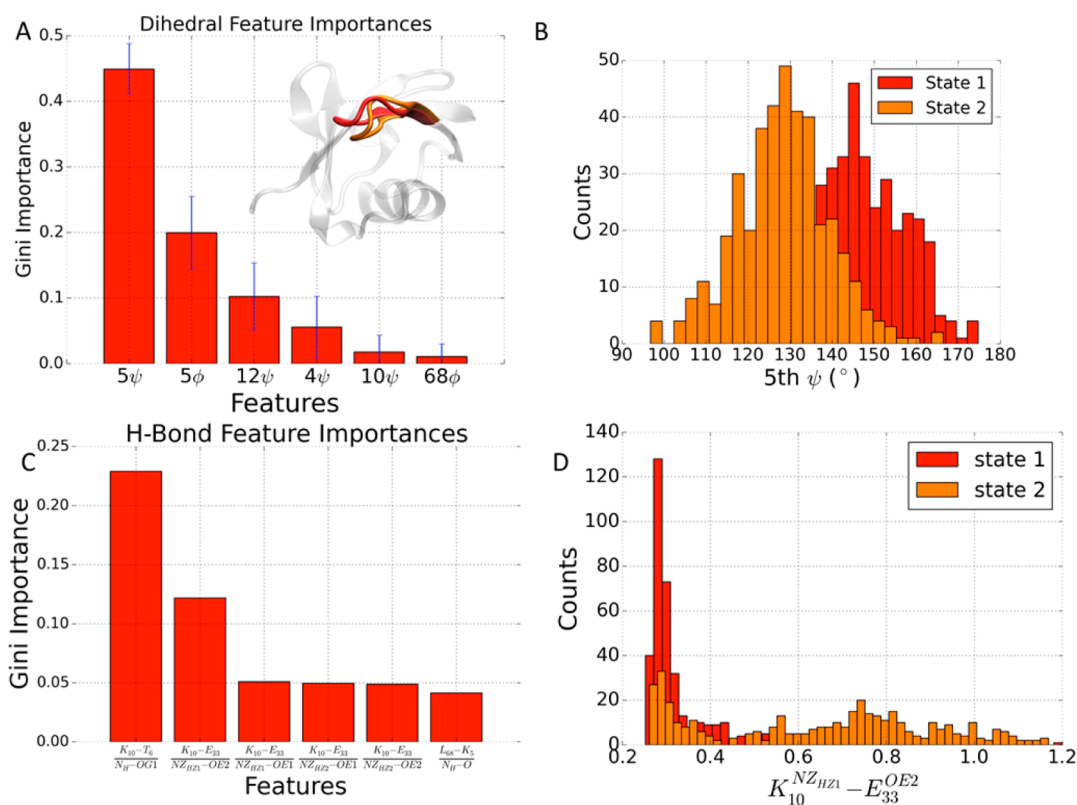 A
Dihedral Feature Importances
0.5
0.4
0.3
0.2
0.1
0.0
Gini Importance
5ψ 5ϕ 12ψ 4ψ 10ψ 68ϕ
Features
B
50
40
30
20
10
0
Counts
State 1
State 2
90 100 110 120 130 140 150 160 170 180
5th ψ (°)
C
H-Bond Feature Importances
0.25
0.20
0.15
0.10
0.05
0.00
Gini Importance
K10−T6 K10−E33 K10−E33 K10−E33 K10−E33 L68−K5
NH−OG1 NZHZ1−OE2 NZHZ1−OE1 NZHZ2−OE1 NZHZ2−OE2 NH−O
Features
D
140
120
100
80
60
40
20
0
Counts
state 1
state 2
0.2 0.4 0.6 0.8 1.0 1.2
K10^NZHZ1−E33^OE2